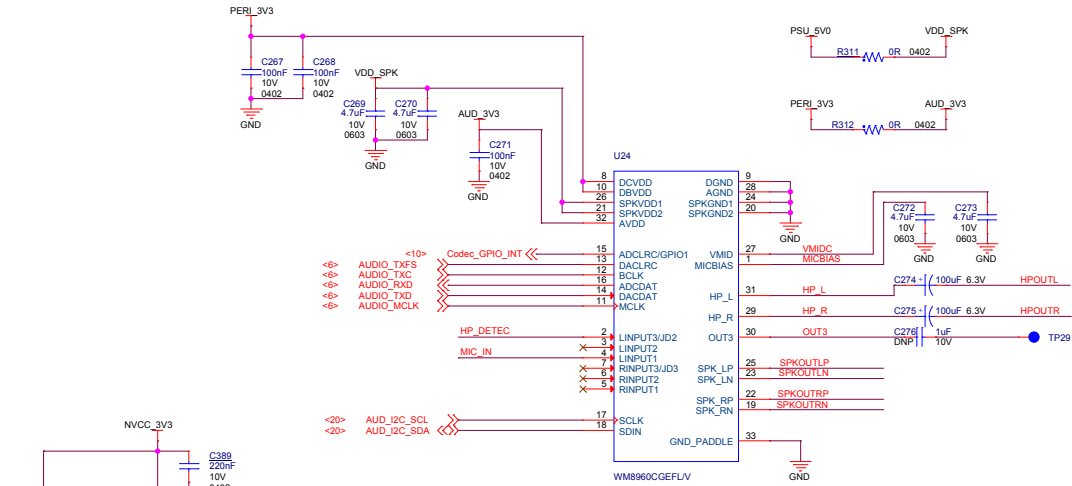 PERI_3V3
C267
100nF
10V
0402
C268
100nF
10V
0402
GND
VDD_SPK
C269
4.7uF
10V
0603
C270
4.7uF
10V
0603
GND
AUD_3V3
C271
100nF
10V
0402
GND
PSU_5V0
VDD_SPK
R311 0R 0402
PERI_3V3
AUD_3V3
R312 0R 0402
U24
8 DCVDD
10 DBVDD
26 SPKVDD1
21 SPKVDD2
32 AVDD
DGND 9
AGND 28
SPKGND1 24
SPKGND2 20
GND
<10> Codec_GPIO_INT 15 ADCLRC/GPIO1
<6> AUDIO_TXFS 13 DACLRC
<6> AUDIO_TXC 12 BCLK
<6> AUDIO_RXD 16 ADCDAT
<6> AUDIO_TXD 14 DACDAT
<6> AUDIO_MCLK 11 MCLK
HP_DETEC 2 LINPUT3/JD2
3 LINPUT2
MIC_IN 4 LINPUT1
7 RINPUT3/JD3
6 RINPUT2
5 RINPUT1
<20> AUD_I2C_SCL 17 SCLK
<20> AUD_I2C_SDA 18 SDIN
VMID 27 VMIDC
MICBIAS 1 MICBIAS
C272
4.7uF
10V
0603
GND
C273
4.7uF
10V
0603
GND
HP_L 31 HP_L C274 + 100uF 6.3V HPOUTL
HP_R 29 HP_R C275 + 100uF 6.3V HPOUTR
OUT3 30 OUT3 C276 1uF TP29
DNP 10V
SPK_LP 25 SPKOUTLP
SPK_LN 23 SPKOUTLN
SPK_RP 22 SPKOUTRP
SPK_RN 19 SPKOUTRN
GND_PADDLE 33
GND
WM8960CGEFL/V
NVCC_3V3
C389
220nF
10V